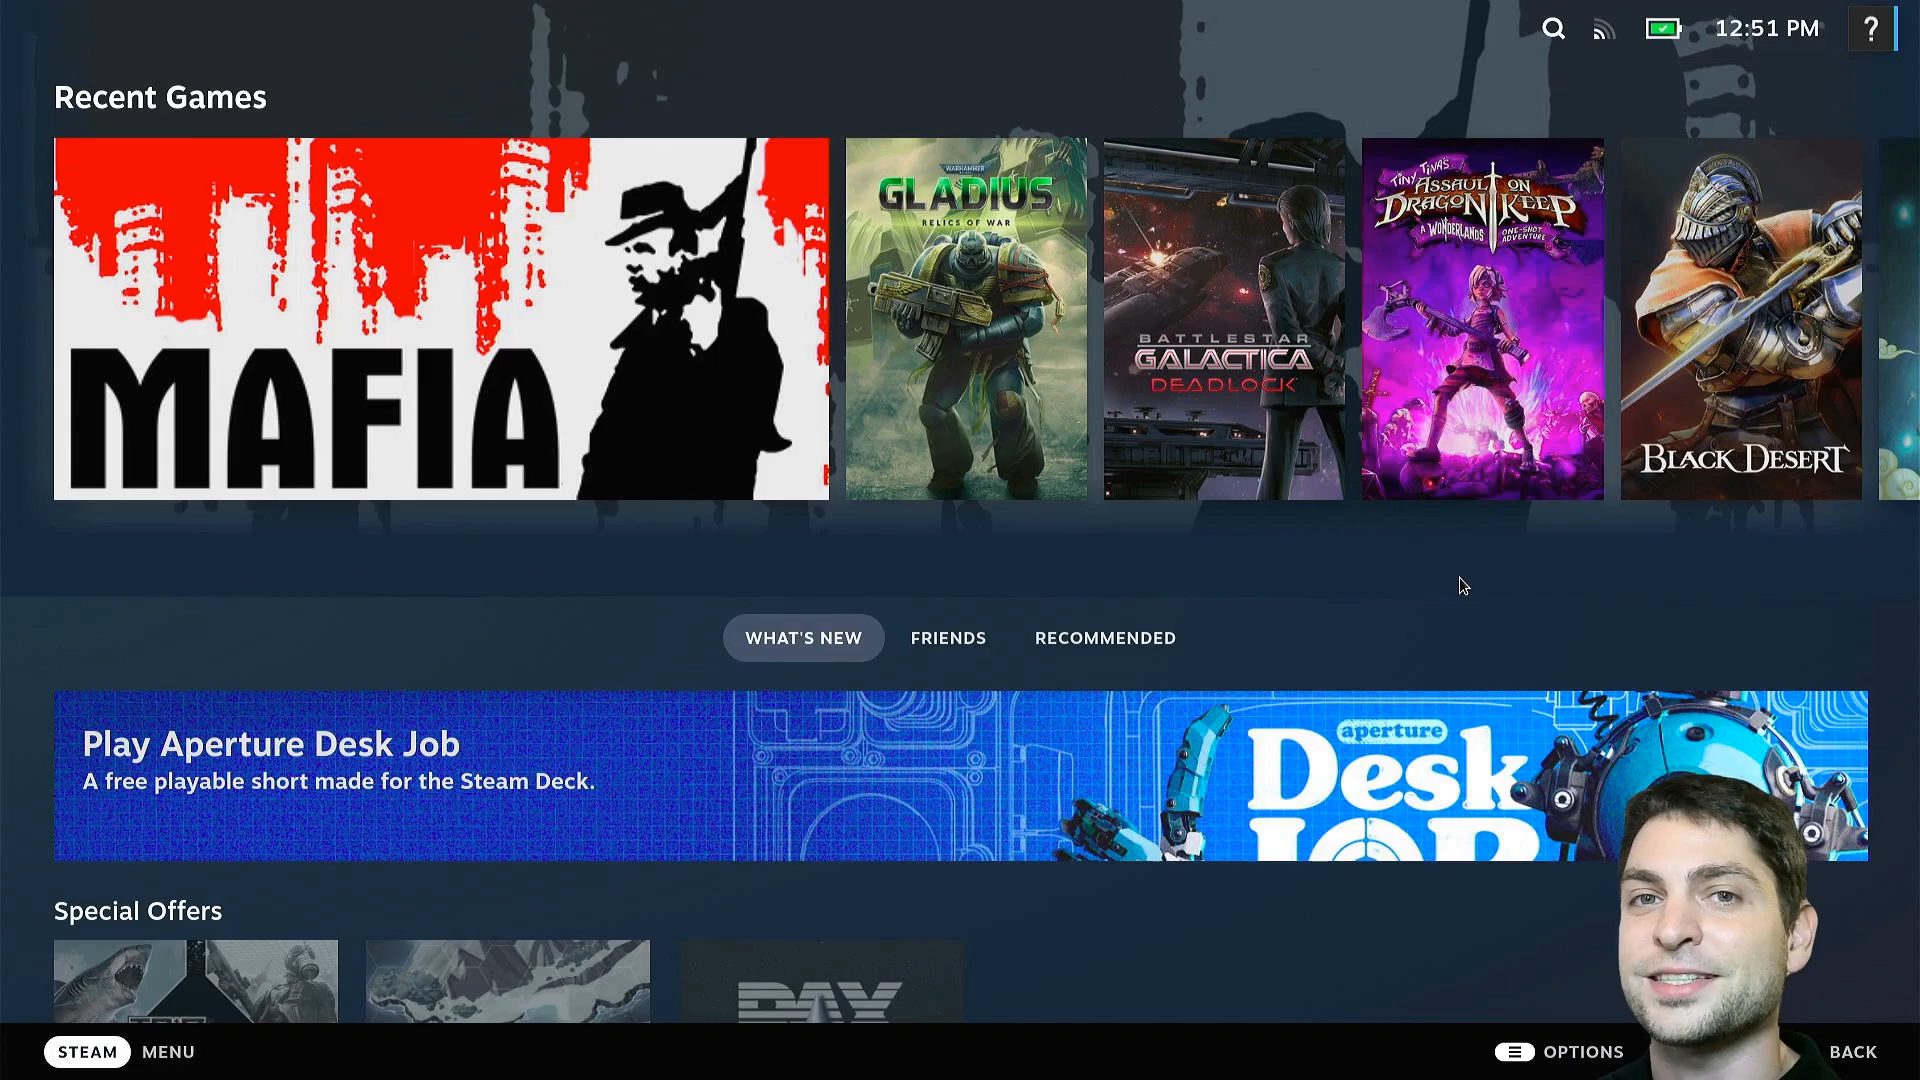 12:51 PM
?
Recent Games
MAFIA
WARHAMMER
GLADIUS
RELICS OF WAR
BATTLESTAR
GALACTICA
DEADLOCK
TINY TINA'S
ASSAULT ON
DRAGON KEEP
A WONDERLANDS ONE-SHOT ADVENTURE
BLACK DESERT
WHAT'S NEW
FRIENDS
RECOMMENDED
Play Aperture Desk Job
A free playable short made for the Steam Deck.
aperture
Desk
JOB
Special Offers
DAY
STEAM MENU
OPTIONS
BACK